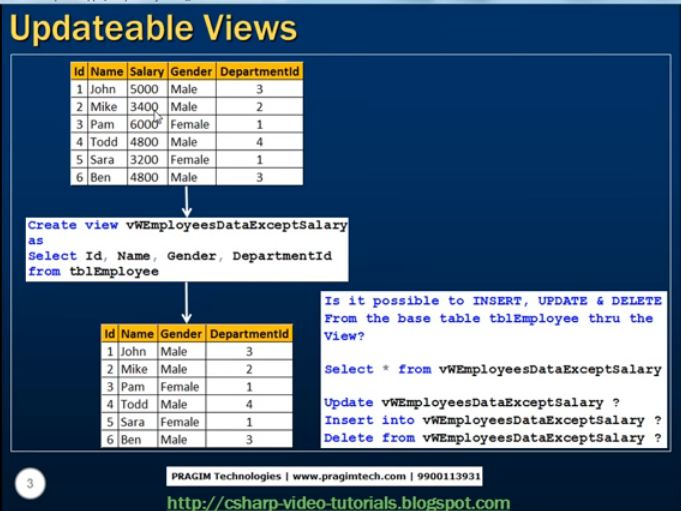 Updateable Views
Id Name Salary Gender DepartmentId
1 John 5000 Male 3
2 Mike 3400 Male 2
3 Pam 6000 Female 1
4 Todd 4800 Male 4
5 Sara 3200 Female 1
6 Ben 4800 Male 3
Create view vWEmployeesDataExceptSalary
as
Select Id, Name, Gender, DepartmentId
from tblEmployee
Id Name Gender DepartmentId
1 John Male 3
2 Mike Male 2
3 Pam Female 1
4 Todd Male 4
5 Sara Female 1
6 Ben Male 3
Is it possible to INSERT, UPDATE & DELETE
From the base table tblEmployee thru the
View?
Select * from vWEmployeesDataExceptSalary
Update vWEmployeesDataExceptSalary ?
Insert into vWEmployeesDataExceptSalary ?
Delete from vWEmployeesDataExceptSalary ?
3
PRAGIM Technologies | www.pragimtech.com | 9900113931
http://csharp-video-tutorials.blogspot.com